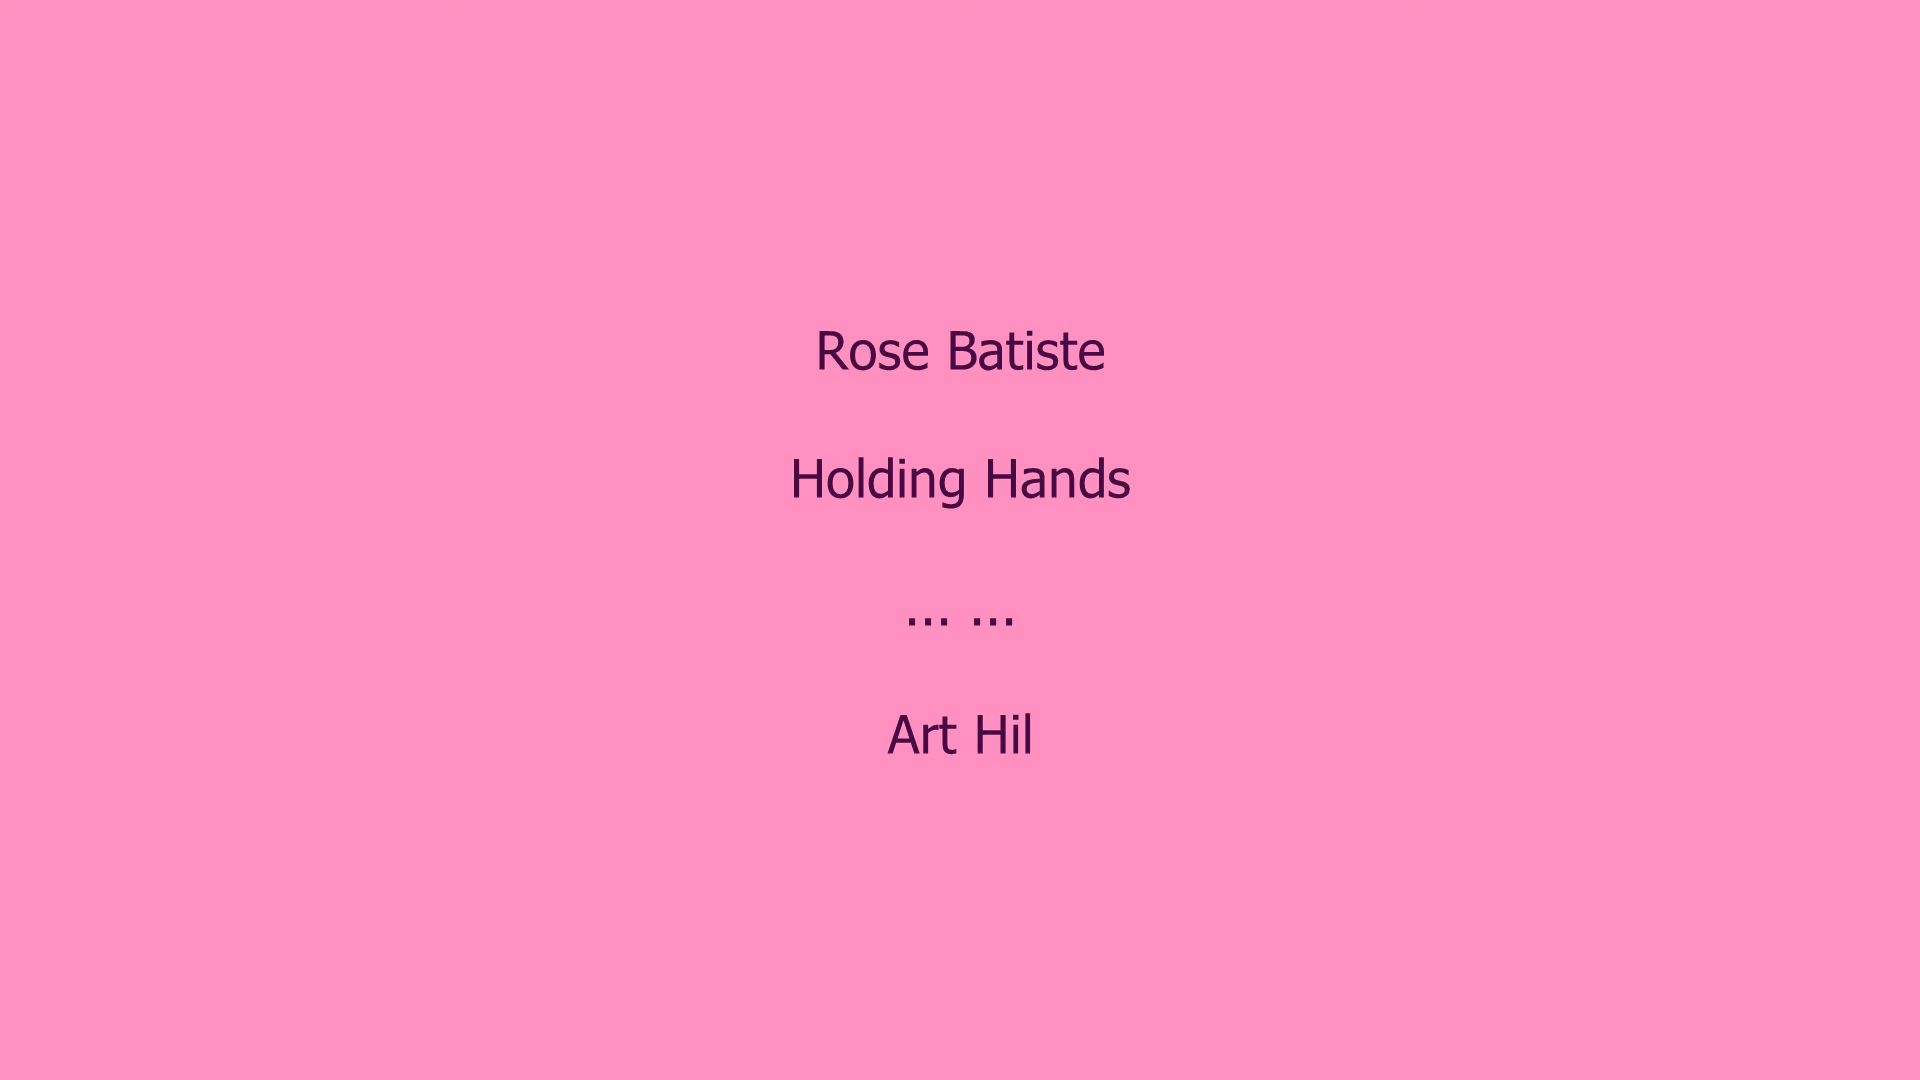 Rose Batiste
Holding Hands
... ...
Art Hil